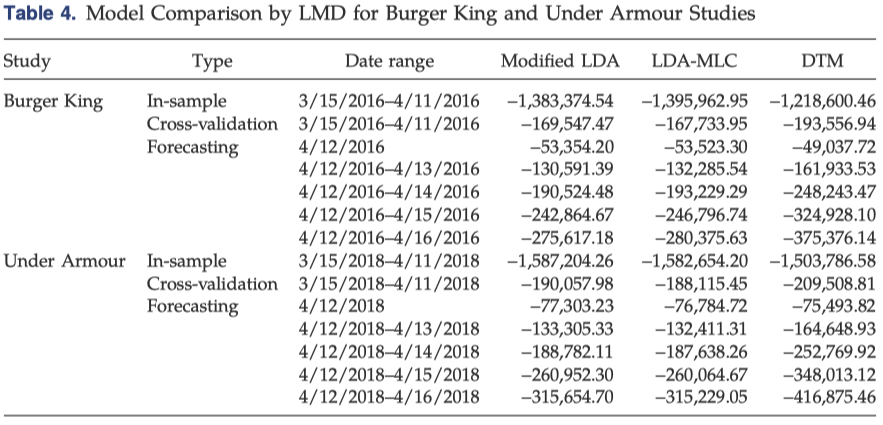 Table 4. Model Comparison by LMD for Burger King and Under Armour Studies
Study Type Date range Modified LDA LDA-MLC DTM
Burger King In-sample 3/15/2016–4/11/2016 −1,383,374.54 −1,395,962.95 −1,218,600.46
Cross-validation 3/15/2016–4/11/2016 −169,547.47 −167,733.95 −193,556.94
Forecasting 4/12/2016 −53,354.20 −53,523.30 −49,037.72
4/12/2016–4/13/2016 −130,591.39 −132,285.54 −161,933.53
4/12/2016–4/14/2016 −190,524.48 −193,229.29 −248,243.47
4/12/2016–4/15/2016 −242,864.67 −246,796.74 −324,928.10
4/12/2016–4/16/2016 −275,617.18 −280,375.63 −375,376.14
Under Armour In-sample 3/15/2018–4/11/2018 −1,587,204.26 −1,582,654.20 −1,503,786.58
Cross-validation 3/15/2018–4/11/2018 −190,057.98 −188,115.45 −209,508.81
Forecasting 4/12/2018 −77,303.23 −76,784.72 −75,493.82
4/12/2018–4/13/2018 −133,305.33 −132,411.31 −164,648.93
4/12/2018–4/14/2018 −188,782.11 −187,638.26 −252,769.92
4/12/2018–4/15/2018 −260,952.30 −260,064.67 −348,013.12
4/12/2018–4/16/2018 −315,654.70 −315,229.05 −416,875.46